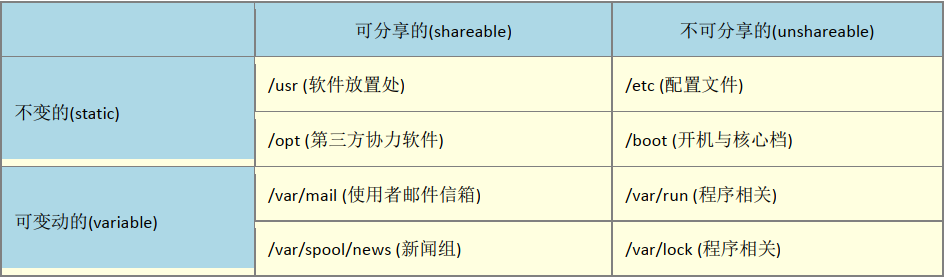 可分享的(shareable) 不可分享的(unshareable)
不变的(static) /usr (软件放置处) /etc (配置文件)
/opt (第三方协力软件) /boot (开机与核心档)
可变动的(variable) /var/mail (使用者邮件信箱) /var/run (程序相关)
/var/spool/news (新闻组) /var/lock (程序相关)